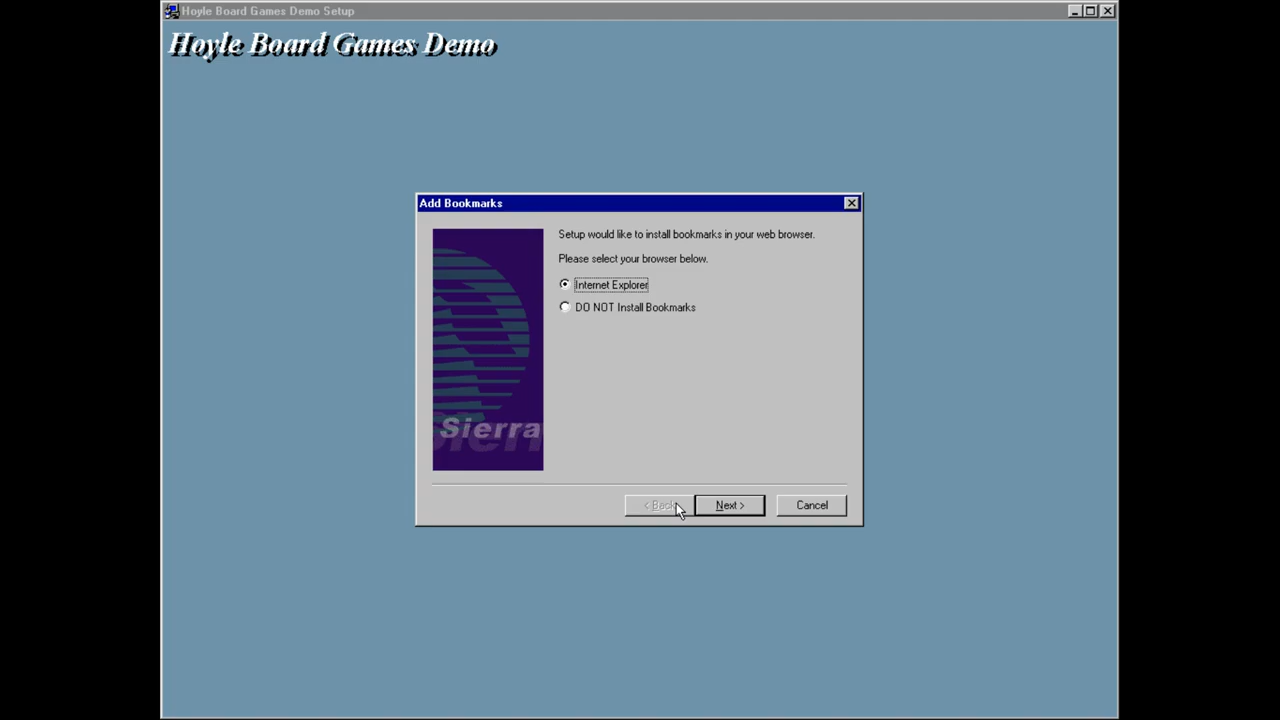 Hoyle Board Games Demo Setup
Hoyle Board Games Demo
Add Bookmarks
Setup would like to install bookmarks in your web browser.
Please select your browser below.
Internet Explorer
DO NOT Install Bookmarks
Sierra
< Back
Next >
Cancel